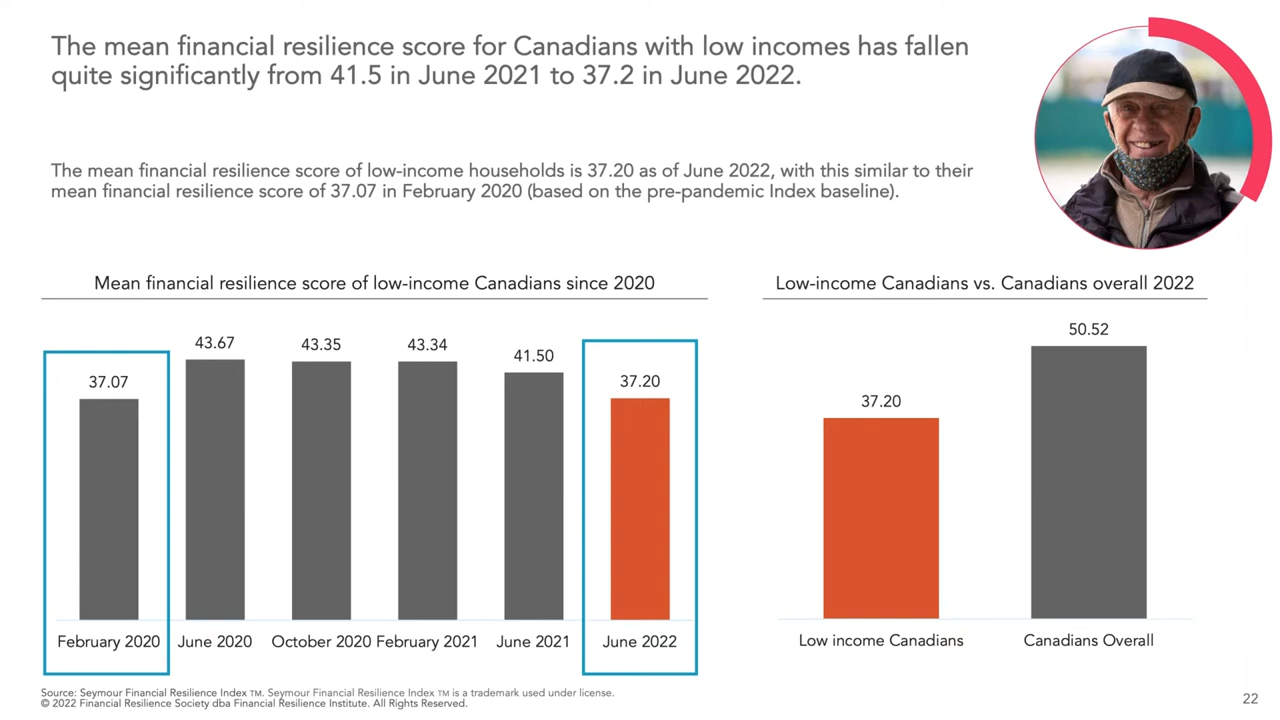 The mean financial resilience score for Canadians with low incomes has fallen
quite significantly from 41.5 in June 2021 to 37.2 in June 2022.
The mean financial resilience score of low-income households is 37.20 as of June 2022, with this similar to their
mean financial resilience score of 37.07 in February 2020 (based on the pre-pandemic Index baseline).
Mean financial resilience score of low-income Canadians since 2020
37.07
43.67
43.35
43.34
41.50
37.20
February 2020
June 2020
October 2020
February 2021
June 2021
June 2022
Low-income Canadians vs. Canadians overall 2022
37.20
50.52
Low income Canadians
Canadians Overall
Source: Seymour Financial Resilience Index ™. Seymour Financial Resilience Index ™ is a trademark used under license.
© 2022 Financial Resilience Society dba Financial Resilience Institute. All Rights Reserved.
22